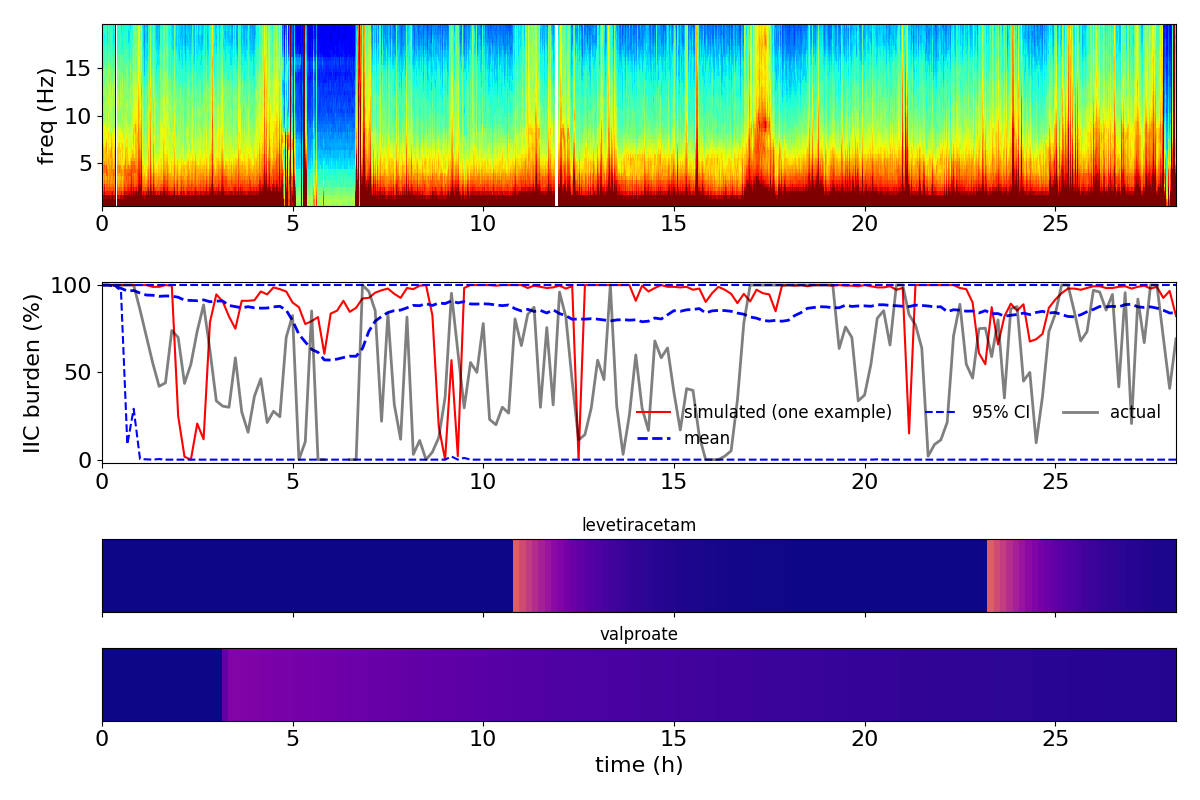 freq (Hz)
15
10
5
0 5 10 15 20 25
IIC burden (%)
100
50
0
simulated (one example) 95% CI actual
mean
0 5 10 15 20 25
levetiracetam
valproate
0 5 10 15 20 25
time (h)